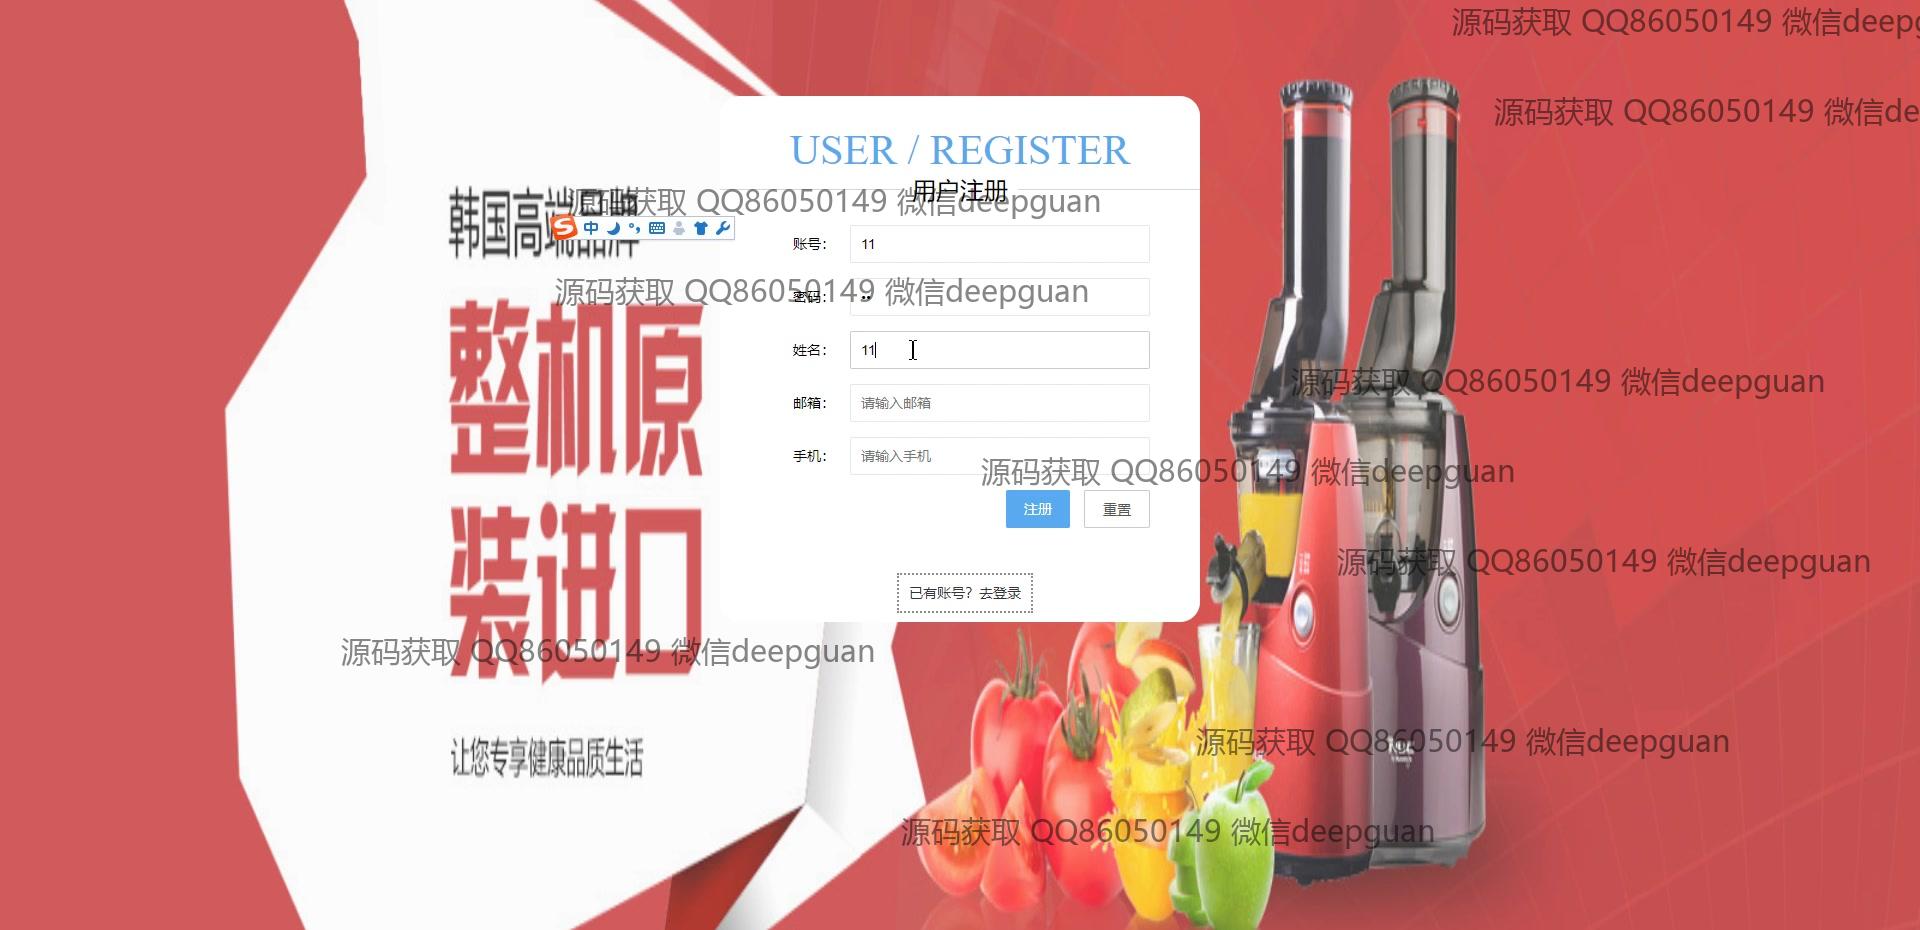 源码获取 QQ86050149 微信deepg
源码获取 QQ86050149 微信de
USER / REGISTER
用户注册
源码获取 QQ86050149 微信deepguan
韩国高端品牌
中
账号： 11
源码获取 QQ86050149 微信deepguan
密码： ••
整机原
装进口
姓名： 11
源码获取 QQ86050149 微信deepguan
邮箱： 请输入邮箱
手机： 请输入手机
源码获取 QQ86050149 微信deepguan
注册 重置
源码获取 QQ86050149 微信deepguan
已有账号？去登录
源码获取 QQ86050149 微信deepguan
让您专享健康品质生活
源码获取 QQ86050149 微信deepguan
源码获取 QQ86050149 微信deepguan